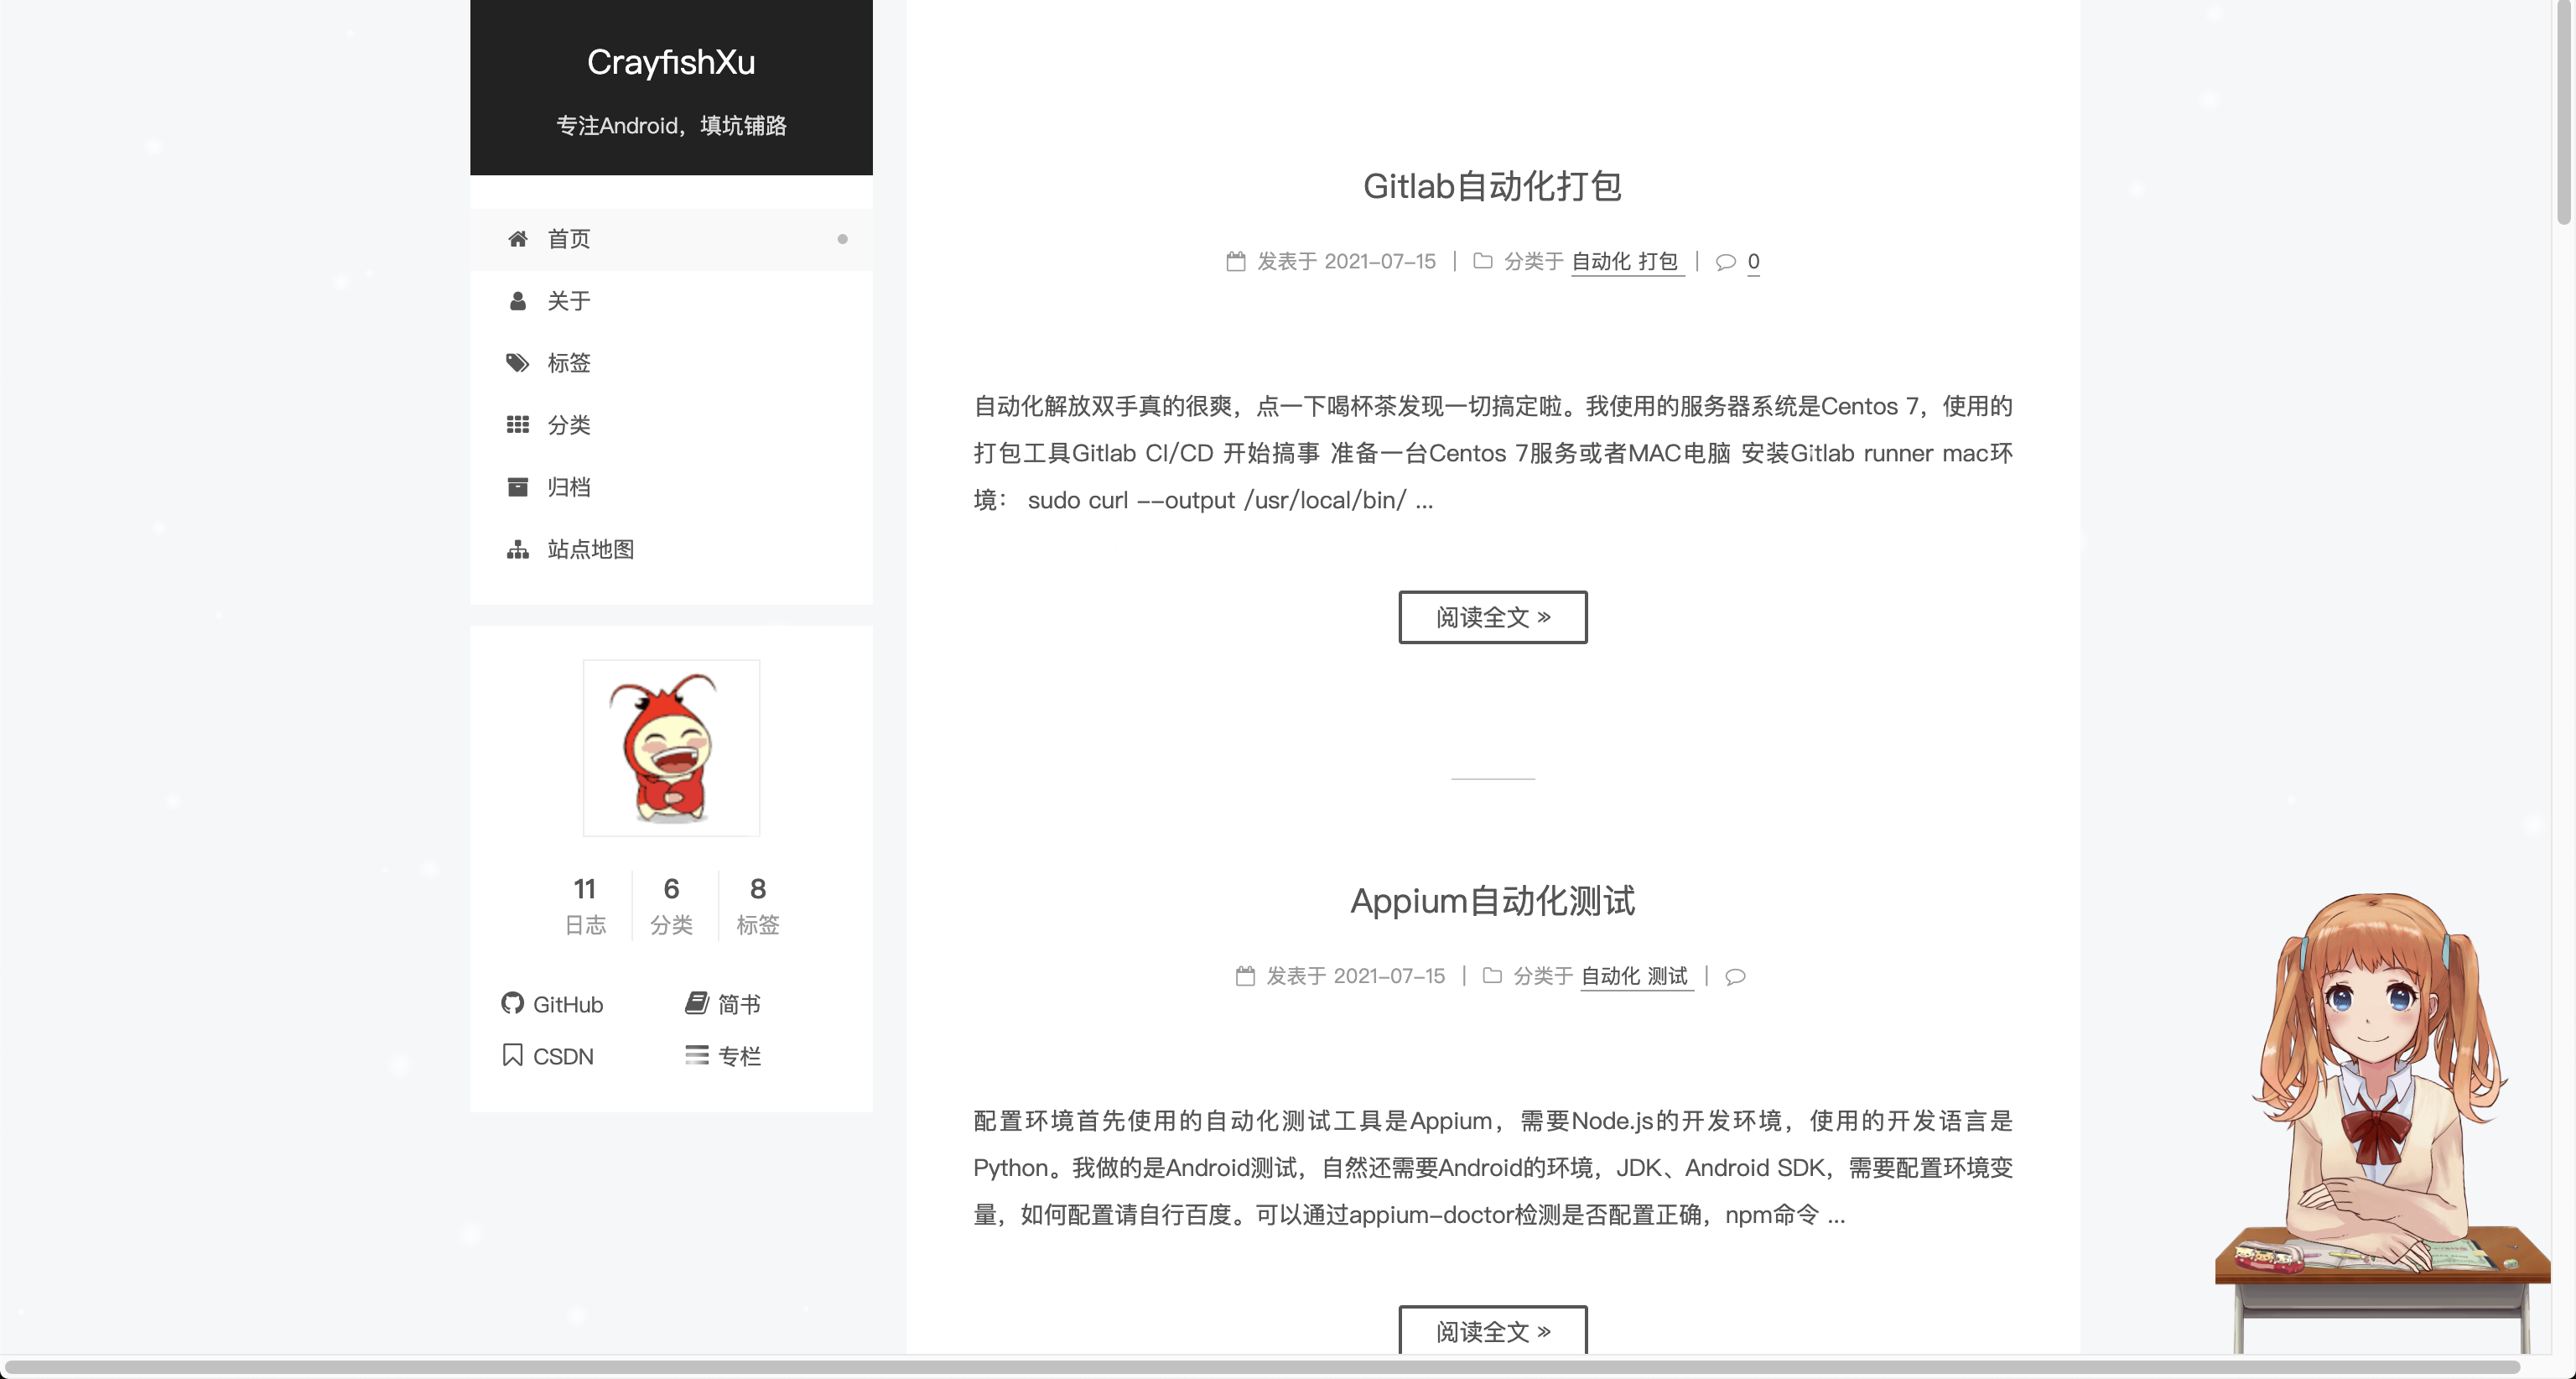 CrayfishXu
专注Android，填坑铺路
首页
关于
标签
分类
归档
站点地图
11
日志
6
分类
8
标签
GitHub
简书
CSDN
专栏
Gitlab自动化打包
发表于 2021-07-15 | 分类于 自动化 打包 | 0
自动化解放双手真的很爽，点一下喝杯茶发现一切搞定啦。我使用的服务器系统是Centos 7，使用的
打包工具Gitlab CI/CD 开始搞事 准备一台Centos 7服务或者MAC电脑 安装Gitlab runner mac环
境： sudo curl --output /usr/local/bin/ ...
阅读全文 »
Appium自动化测试
发表于 2021-07-15 | 分类于 自动化 测试 |
配置环境首先使用的自动化测试工具是Appium，需要Node.js的开发环境，使用的开发语言是
Python。我做的是Android测试，自然还需要Android的环境，JDK、Android SDK，需要配置环境变
量，如何配置请自行百度。可以通过appium-doctor检测是否配置正确，npm命令 ...
阅读全文 »